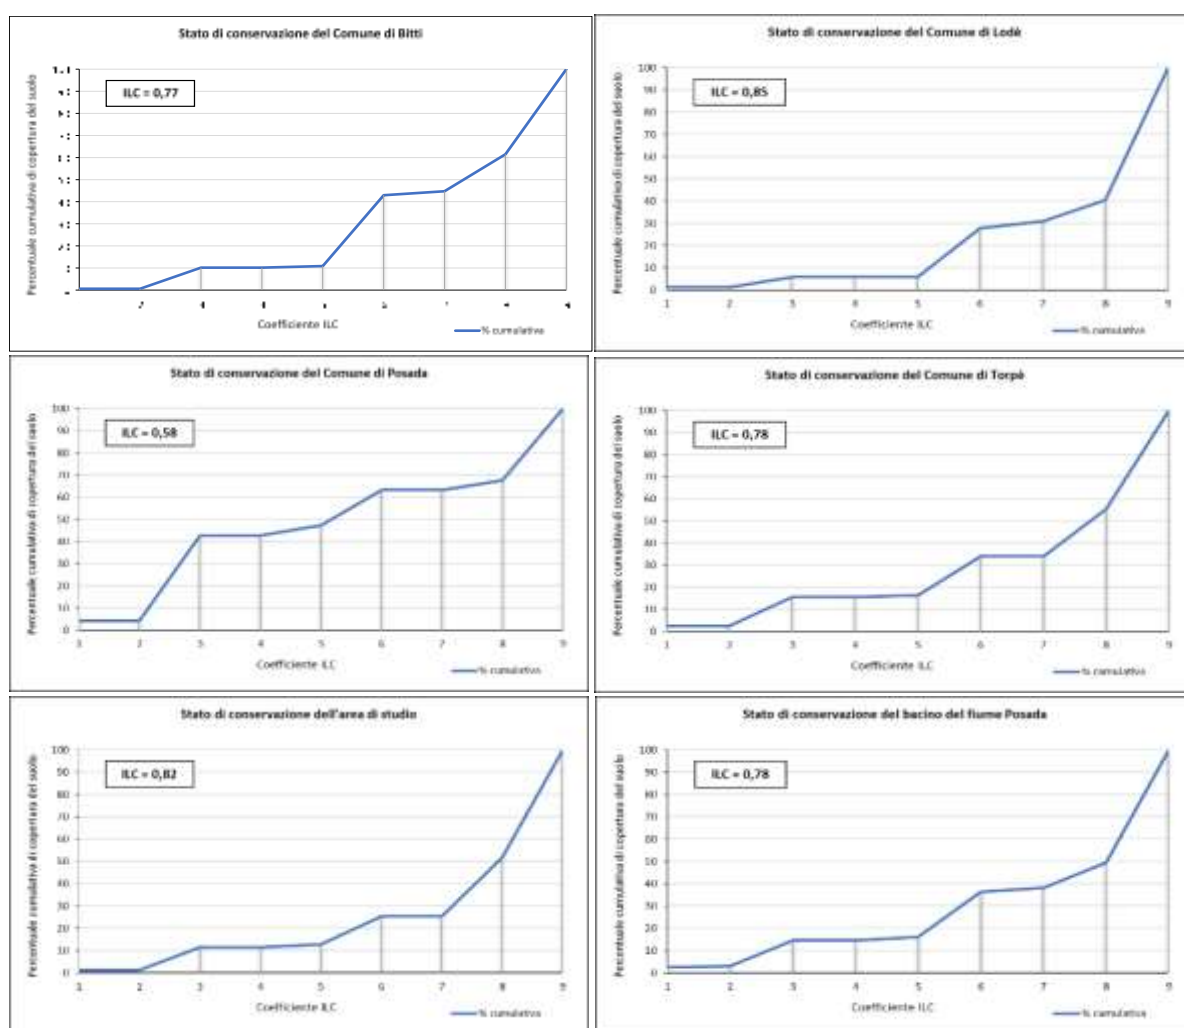 Stato di conservazione del Comune di Bitti
ILC = 0,77
Percentuale cumulativa di copertura del suolo
Coefficiente ILC
% cumulativa
Stato di conservazione del Comune di Lodè
ILC = 0,85
Percentuale cumulativa di copertura del suolo
100
90
80
70
60
50
40
30
20
10
0
1 2 3 4 5 6 7 8 9
Coefficiente ILC
% cumulativa
Stato di conservazione del Comune di Posada
ILC = 0,58
Percentuale cumulativa di copertura del suolo
100
90
80
70
60
50
40
30
20
10
0
1 2 3 4 5 6 7 8 9
Coefficiente ILC
% cumulativa
Stato di conservazione del Comune di Torpè
ILC = 0,78
Percentuale cumulativa di copertura del suolo
100
90
80
70
60
50
40
30
20
10
0
1 2 3 4 5 6 7 8 9
Coefficiente ILC
% cumulativa
Stato di conservazione dell'area di studio
ILC = 0,82
Percentuale cumulativa di copertura del suolo
100
90
80
70
60
50
40
30
20
10
0
1 2 3 4 5 6 7 8 9
Coefficiente ILC
% cumulativa
Stato di conservazione del bacino del fiume Posada
ILC = 0,78
Percentuale cumulativa di copertura del suolo
100
90
80
70
60
50
40
30
20
10
0
1 2 3 4 5 6 7 8 9
Coefficiente ILC
% cumulativa